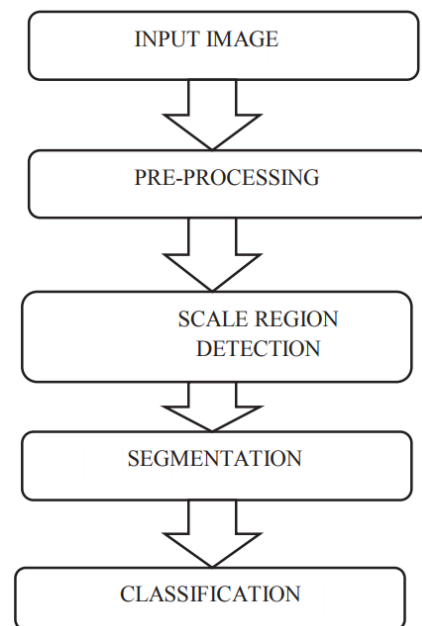 INPUT IMAGE
PRE-PROCESSING
SCALE REGION
DETECTION
SEGMENTATION
CLASSIFICATION